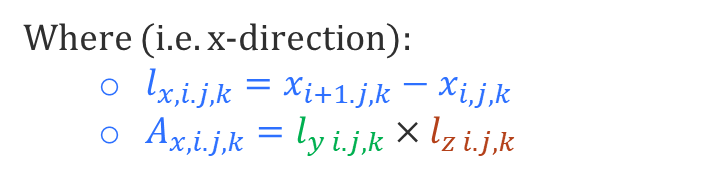 Where (i.e. x-direction):
○ l_{x,i.j,k} = x_{i+1.j,k} − x_{i,j,k}
○ A_{x,i.j,k} = l_{y i.j,k} × l_{z i.j,k}